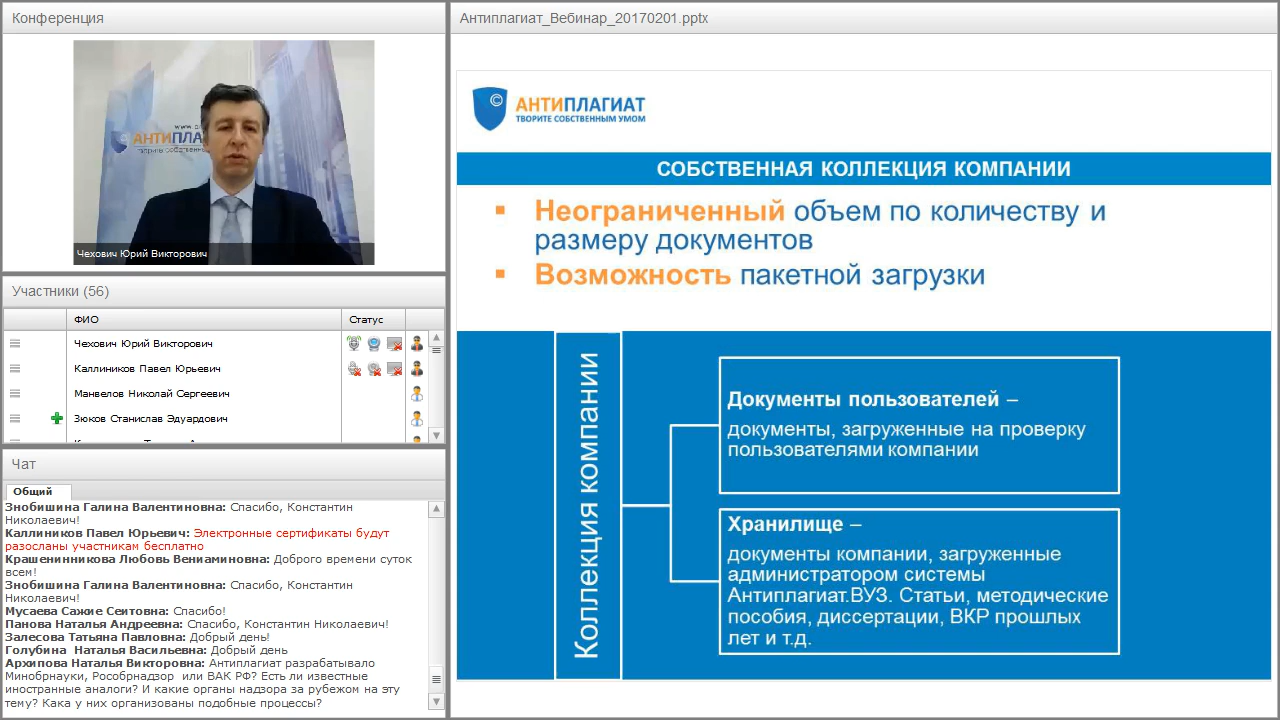 Конференция
www.
АНТИПЛА
Чехович Юрий Викторович
Участники (56)
ФИО
Статус
Чехович Юрий Викторович
Каллиников Павел Юрьевич
Манвелов Николай Сергеевич
Зюков Станислав Эдуардович
Чат
Общий
Знобишина Галина Валентиновна: Спасибо, Константин
Николаевич!
Каллиников Павел Юрьевич: Электронные сертификаты будут
разосланы участникам бесплатно
Крашенинникова Любовь Вениаминовна: Доброго времени суток
всем!
Знобишина Галина Валентиновна: Спасибо, Константин
Николаевич!
Мусаева Сажие Сеитовна: Спасибо!
Панова Наталья Андреевна: Спасибо, Константин Николаевич!
Залесова Татьяна Павловна: Добрый день!
Голубина Наталья Васильевна: Добрый день
Архипова Наталья Викторовна: Антиплагиат разрабатывало
Минобрнауки, Рособрнадзор или ВАК РФ? Есть ли известные
иностранные аналоги? И какие органы надзора за рубежом на эту
тему? Кака у них организованы подобные процессы?
Антиплагиат_Вебинар_20170201.pptx
©
АНТИПЛАГИАТ
ТВОРИТЕ СОБСТВЕННЫМ УМОМ
СОБСТВЕННАЯ КОЛЛЕКЦИЯ КОМПАНИИ
▪ Неограниченный объем по количеству и
размеру документов
▪ Возможность пакетной загрузки
Коллекция компании
Документы пользователей –
документы, загруженные на проверку
пользователями компании
Хранилище –
документы компании, загруженные
администратором системы
Антиплагиат.ВУЗ. Статьи, методические
пособия, диссертации, ВКР прошлых
лет и т.д.